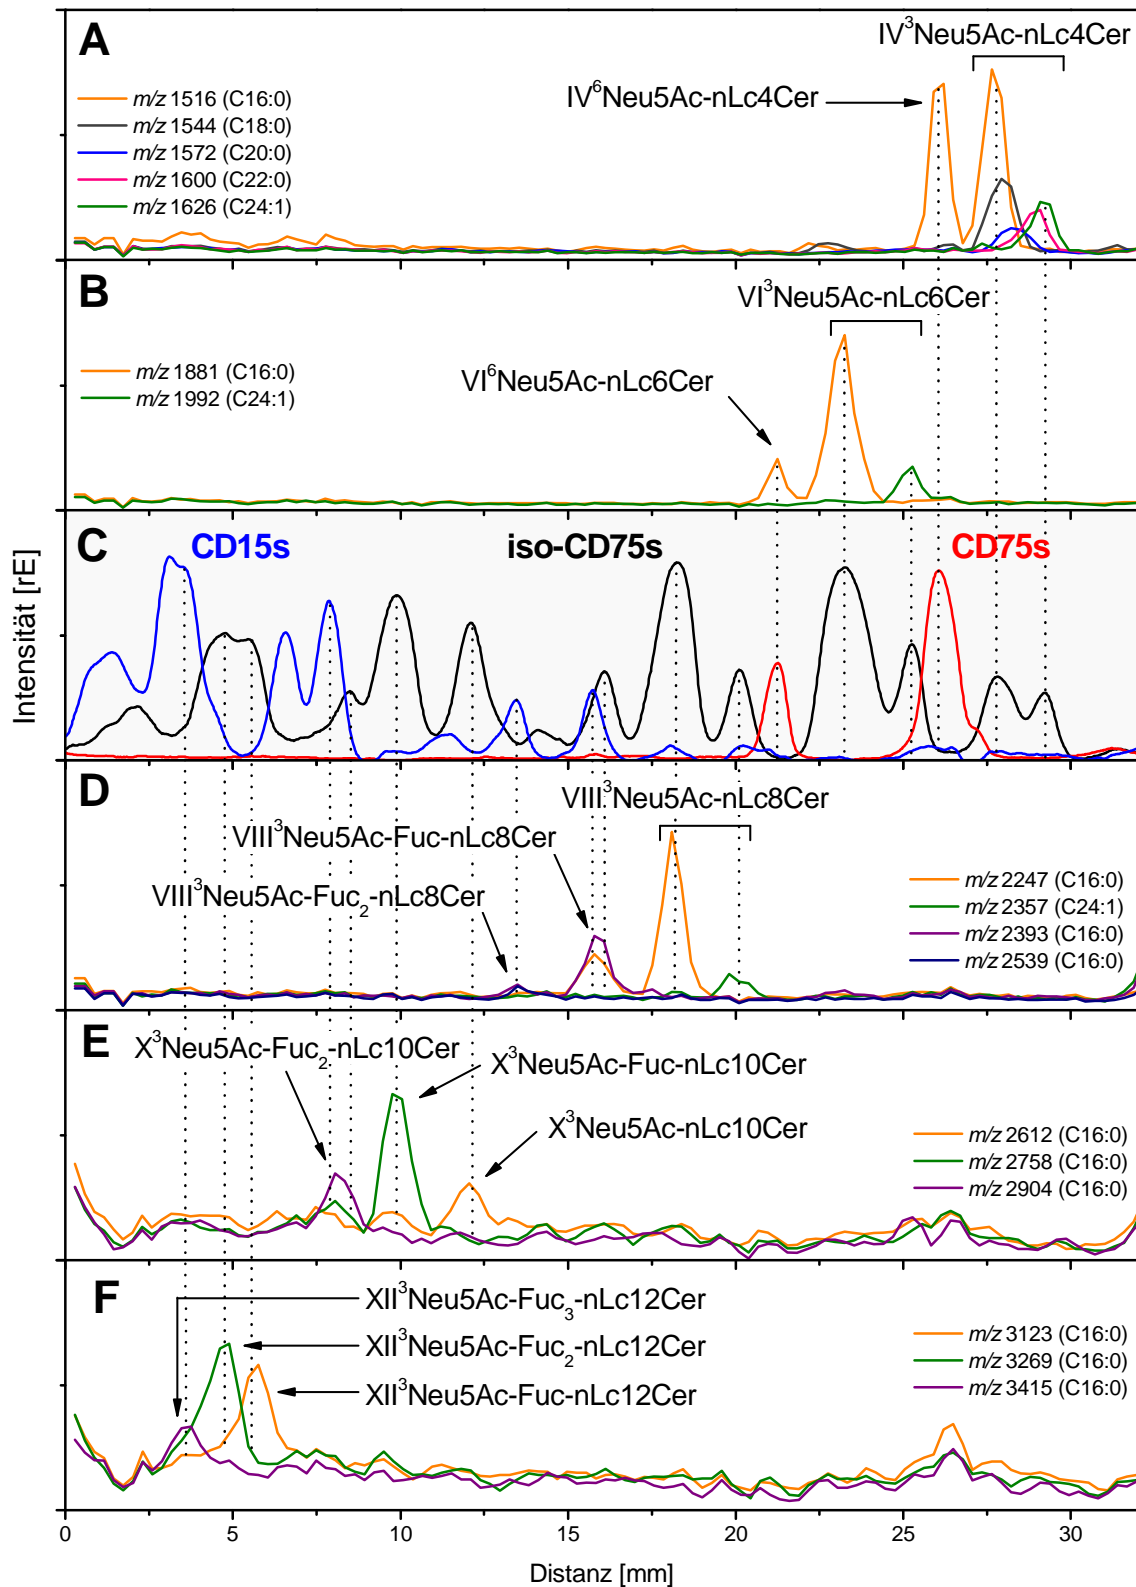 A
IV³Neu5Ac-nLc4Cer
IV⁶Neu5Ac-nLc4Cer
m/z 1516 (C16:0)
m/z 1544 (C18:0)
m/z 1572 (C20:0)
m/z 1600 (C22:0)
m/z 1626 (C24:1)
B
VI³Neu5Ac-nLc6Cer
VI⁶Neu5Ac-nLc6Cer
m/z 1881 (C16:0)
m/z 1992 (C24:1)
Intensität [rE]
C
CD15s
iso-CD75s
CD75s
D
VIII³Neu5Ac-nLc8Cer
VIII³Neu5Ac-Fuc-nLc8Cer
VIII³Neu5Ac-Fuc₂-nLc8Cer
m/z 2247 (C16:0)
m/z 2357 (C24:1)
m/z 2393 (C16:0)
m/z 2539 (C16:0)
E
X³Neu5Ac-Fuc₂-nLc10Cer
X³Neu5Ac-Fuc-nLc10Cer
X³Neu5Ac-nLc10Cer
m/z 2612 (C16:0)
m/z 2758 (C16:0)
m/z 2904 (C16:0)
F
XII³Neu5Ac-Fuc₃-nLc12Cer
XII³Neu5Ac-Fuc₂-nLc12Cer
XII³Neu5Ac-Fuc-nLc12Cer
m/z 3123 (C16:0)
m/z 3269 (C16:0)
m/z 3415 (C16:0)
0 5 10 15 20 25 30
Distanz [mm]